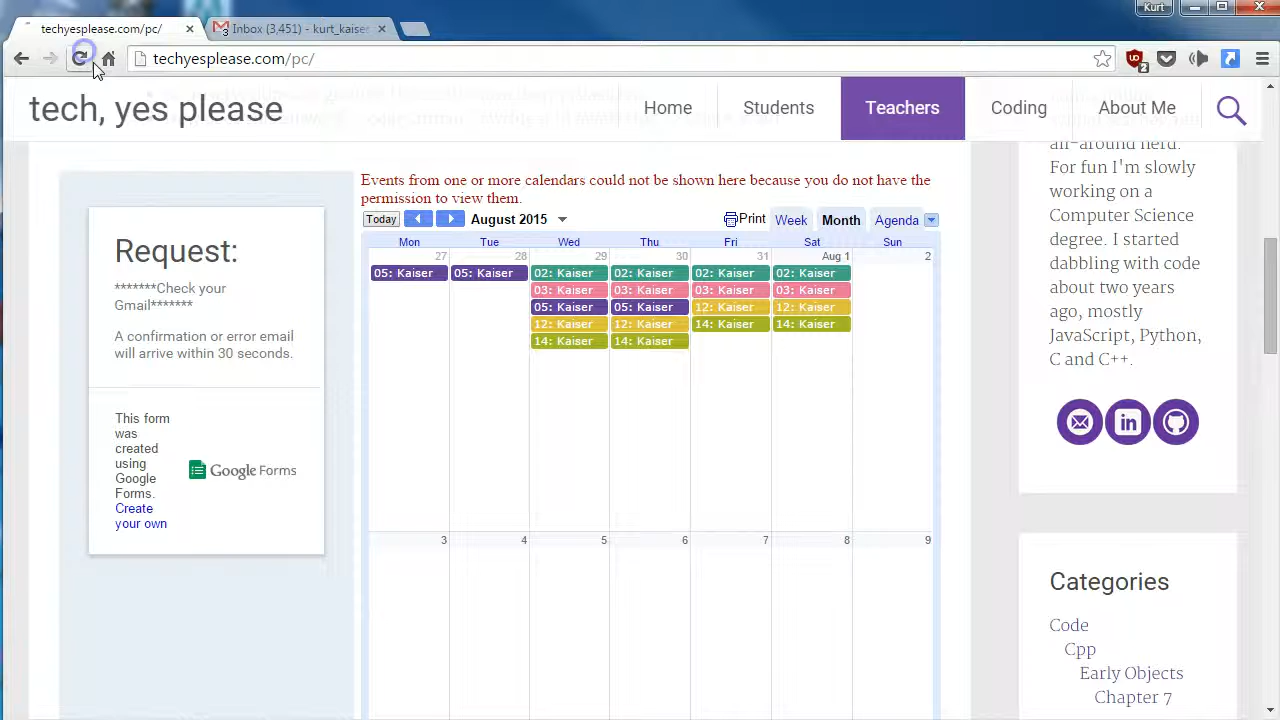 Kurt
techyesplease.com/pc/
Inbox (3,451) - kurt_kaiser
techyesplease.com/pc/
2
tech, yes please
Home
Students
Teachers
Coding
About Me
all-around nerd.
For fun I'm slowly
working on a
Computer Science
degree. I started
dabbling with code
about two years
ago, mostly
JavaScript, Python,
C and C++.
Request:
*******Check your
Gmail*******
A confirmation or error email
will arrive within 30 seconds.
This form
was
created
using
Google
Forms.
Create
your own
Google Forms
Events from one or more calendars could not be shown here because you do not have the
permission to view them.
Today
August 2015
Print
Week
Month
Agenda
Mon Tue Wed Thu Fri Sat Sun
27 28 29 30 31 Aug 1 2
05: Kaiser 05: Kaiser 02: Kaiser 02: Kaiser 02: Kaiser 02: Kaiser
03: Kaiser 03: Kaiser 03: Kaiser 03: Kaiser
05: Kaiser 05: Kaiser 12: Kaiser 12: Kaiser
12: Kaiser 12: Kaiser 14: Kaiser 14: Kaiser
14: Kaiser 14: Kaiser
3 4 5 6 7 8 9
Categories
Code
Cpp
Early Objects
Chapter 7